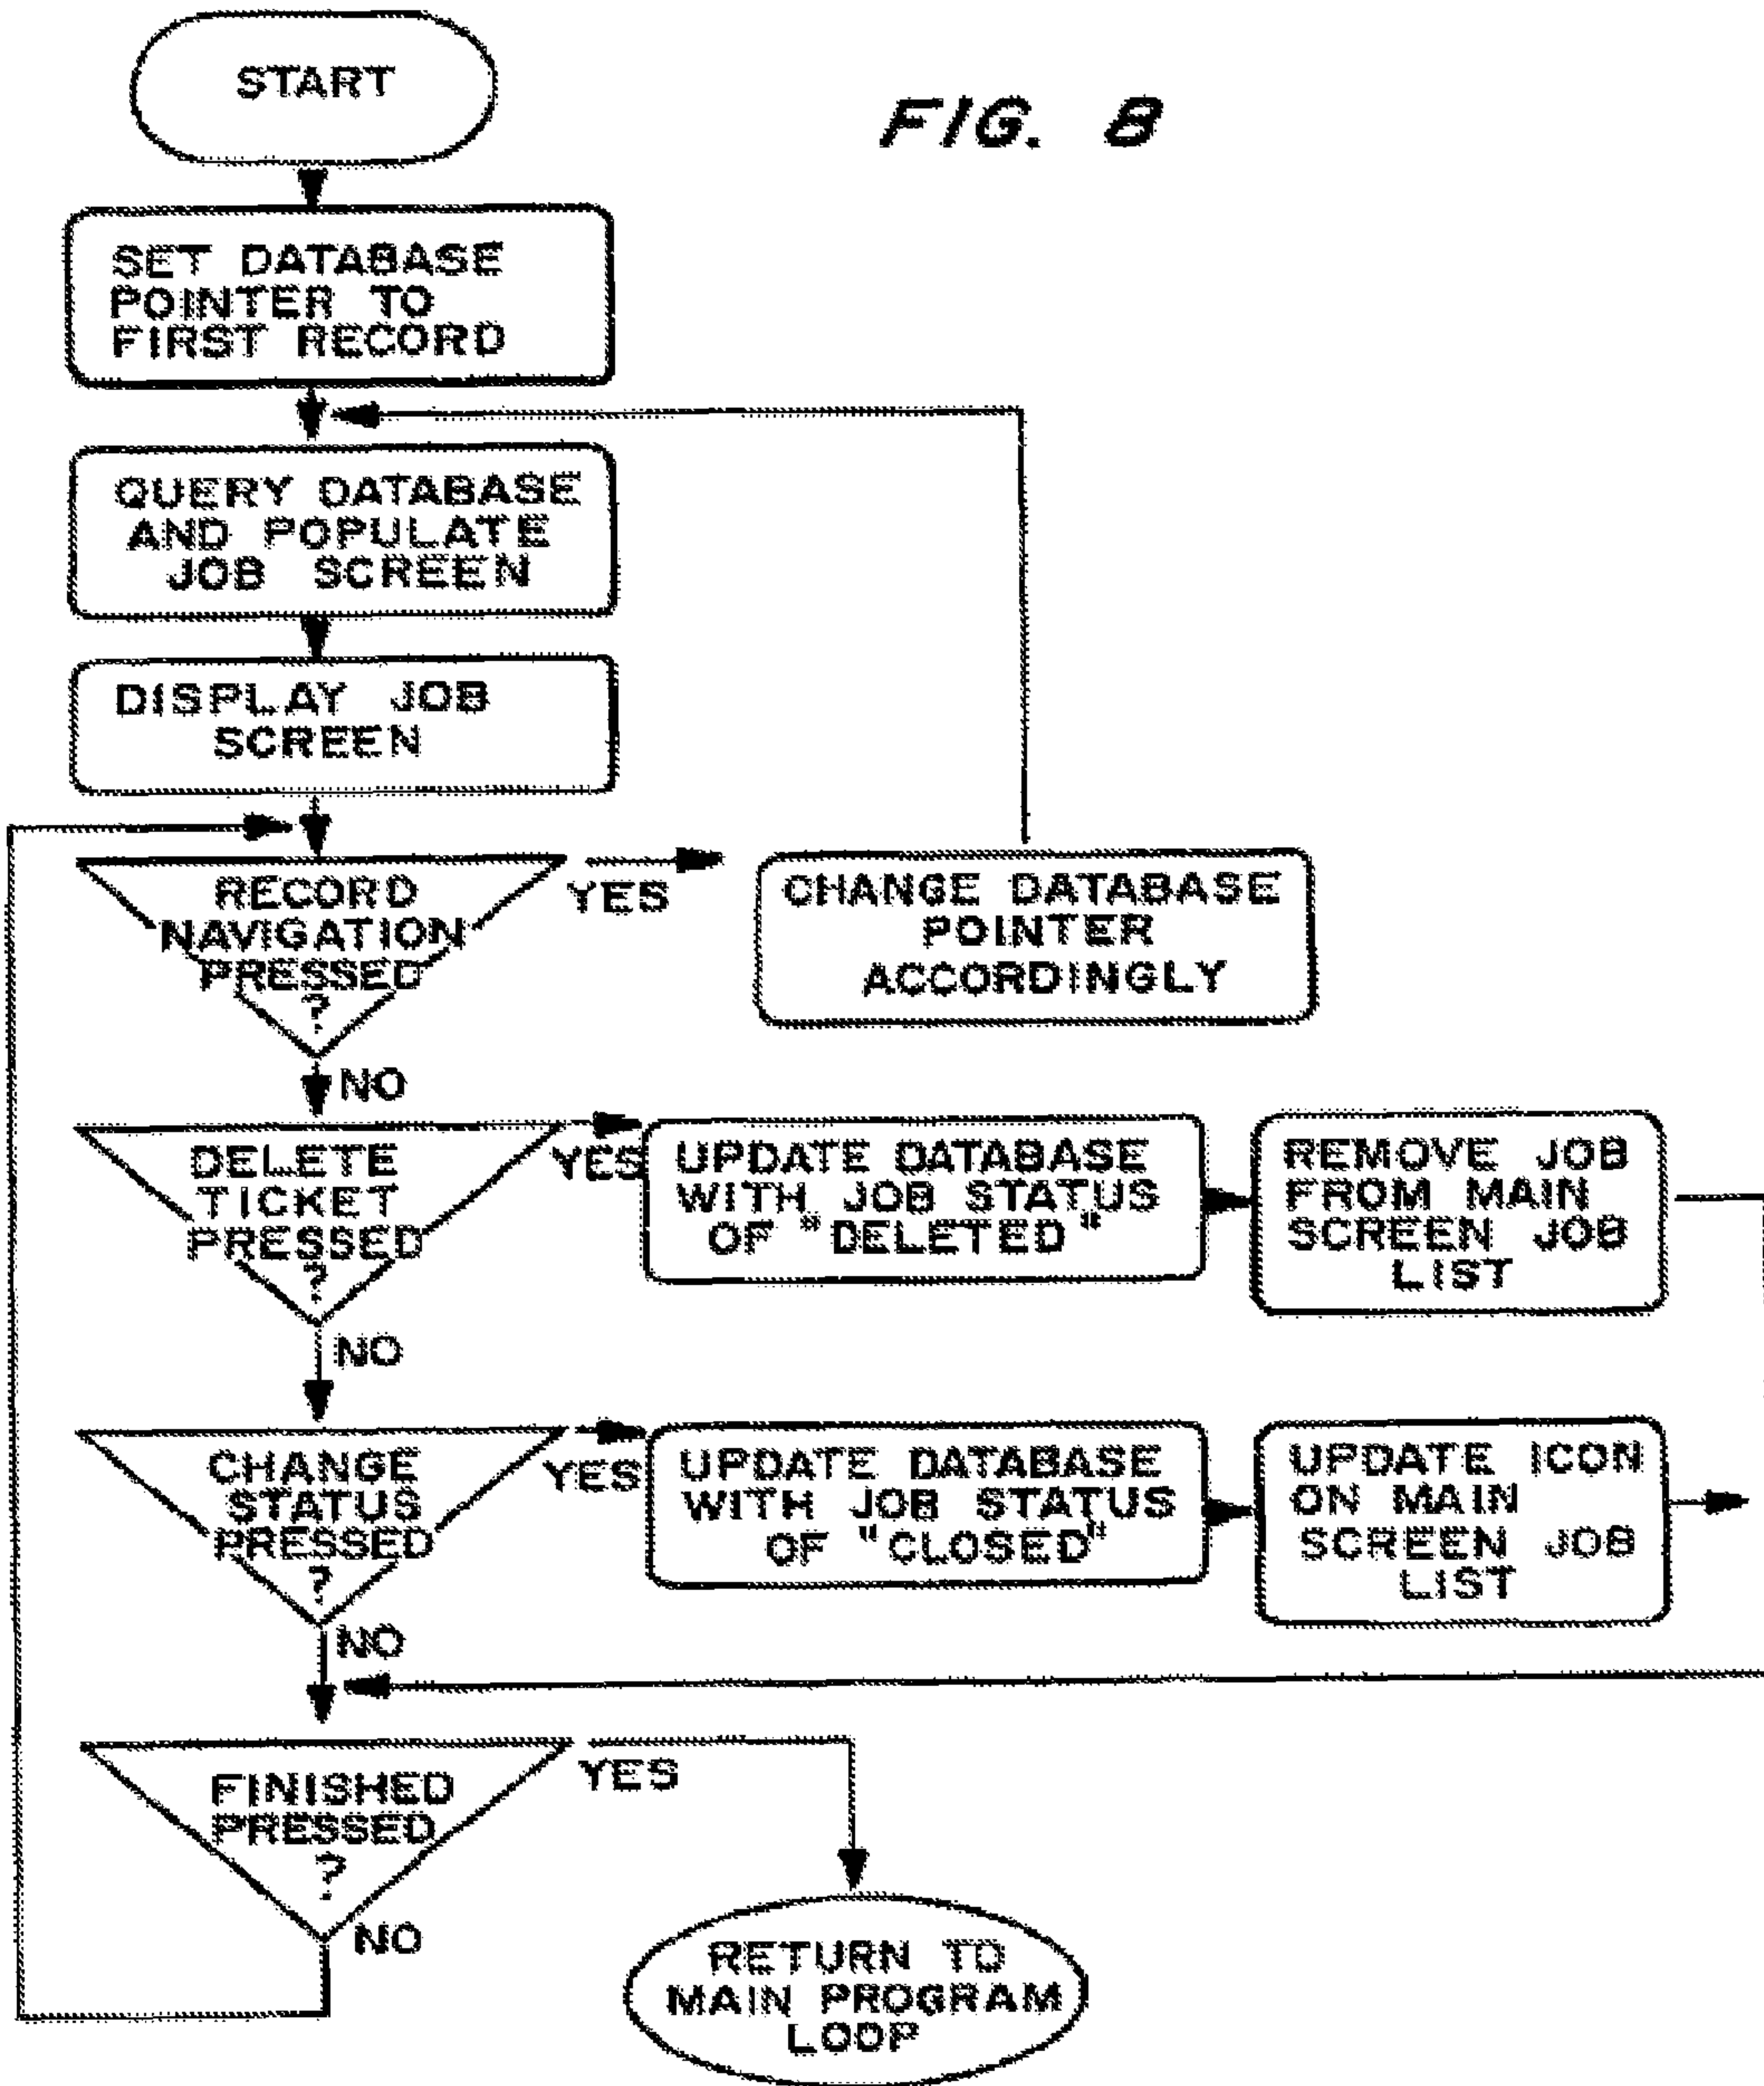 START
FIG. 8
SET DATABASE
POINTER TO
FIRST RECORD
QUERY DATABASE
AND POPULATE
JOB SCREEN
DISPLAY JOB
SCREEN
RECORD
NAVIGATION
PRESSED
?
YES
CHANGE DATABASE
POINTER
ACCORDINGLY
NO
DELETE
TICKET
PRESSED
?
YES
UPDATE DATABASE
WITH JOB STATUS
OF "DELETED"
REMOVE JOB
FROM MAIN
SCREEN JOB
LIST
NO
CHANGE
STATUS
PRESSED
?
YES
UPDATE DATABASE
WITH JOB STATUS
OF "CLOSED"
UPDATE ICON
ON MAIN
SCREEN JOB
LIST
NO
FINISHED
PRESSED
?
YES
NO
RETURN TO
MAIN PROGRAM
LOOP